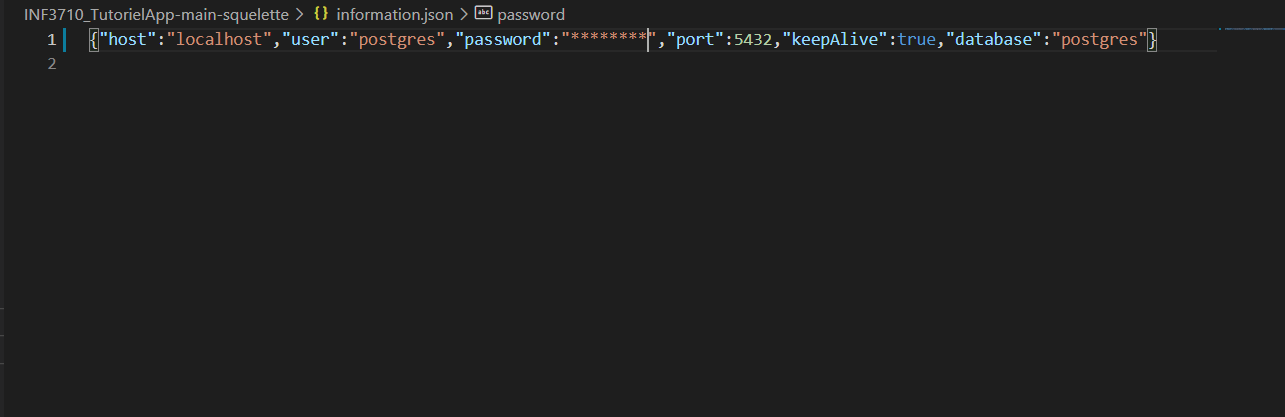 INF3710_TutorielApp-main-squelette > {} information.json > abc password
1 {"host":"localhost","user":"postgres","password":"********","port":5432,"keepAlive":true,"database":"postgres"}
2